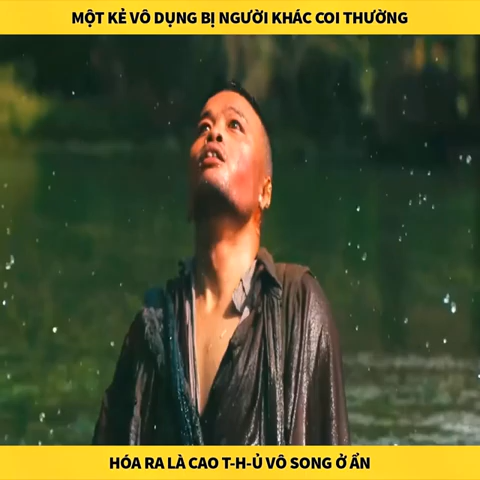 MỘT KẺ VÔ DỤNG BỊ NGƯỜI KHÁC COI THƯỜNG
HÓA RA LÀ CAO T-H-Ủ VÔ SONG Ở ẨN